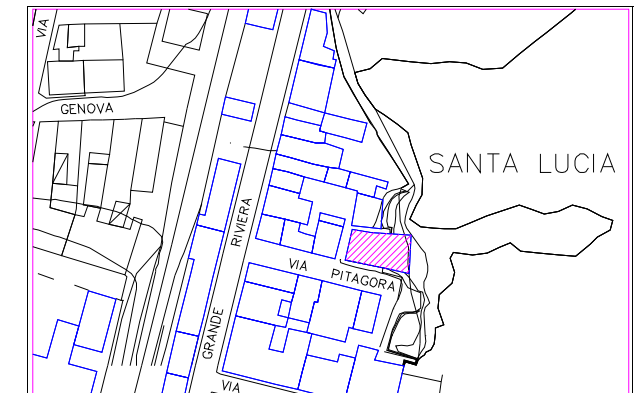 VIA
GENOVA
SANTA LUCIA
RIVIERA
VIA PITAGORA
GRANDE
VIA